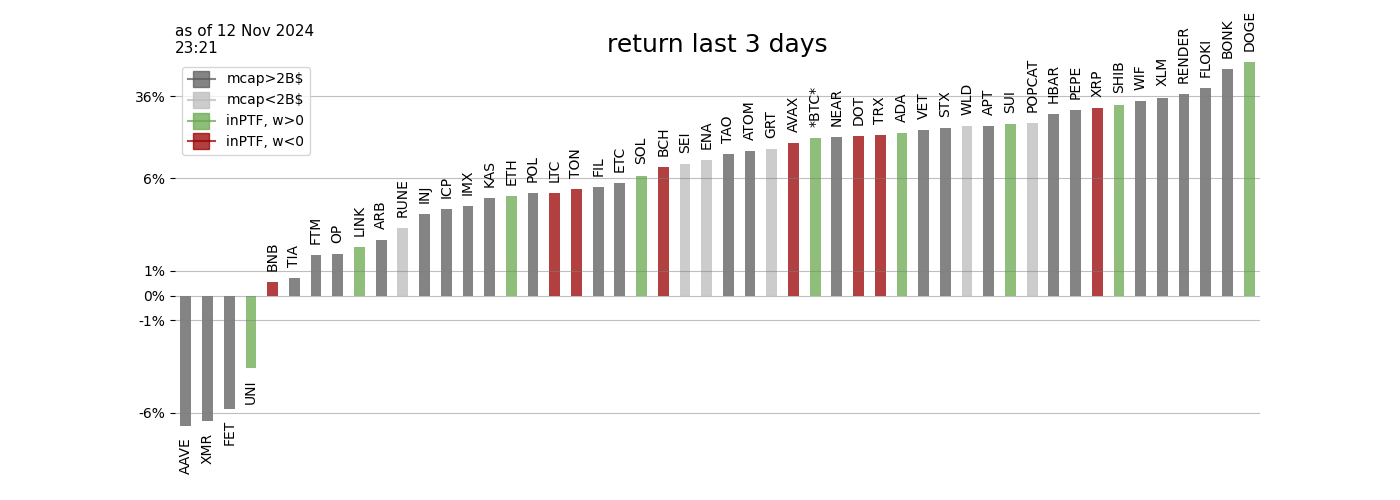 as of 12 Nov 2024
23:21
return last 3 days
mcap>2B$
mcap<2B$
inPTF, w>0
inPTF, w<0
36%
6%
1%
0%
-1%
-6%
AAVE
XMR
FET
UNI
BNB
TIA
FTM
OP
LINK
ARB
RUNE
INJ
ICP
IMX
KAS
ETH
POL
LTC
TON
FIL
ETC
SOL
BCH
SEI
ENA
TAO
ATOM
GRT
AVAX
*BTC*
NEAR
DOT
TRX
ADA
VET
STX
WLD
APT
SUI
POPCAT
HBAR
PEPE
XRP
SHIB
WIF
XLM
RENDER
FLOKI
BONK
DOGE